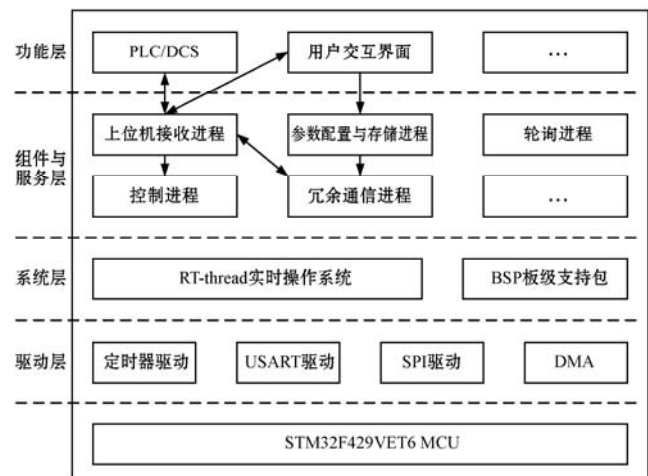 功能层
PLC/DCS
用户交互界面
…
组件与
服务层
上位机接收进程
参数配置与存储进程
轮询进程
控制进程
冗余通信进程
…
系统层
RT-thread实时操作系统
BSP板级支持包
驱动层
定时器驱动
USART驱动
SPI驱动
DMA
STM32F429VET6 MCU